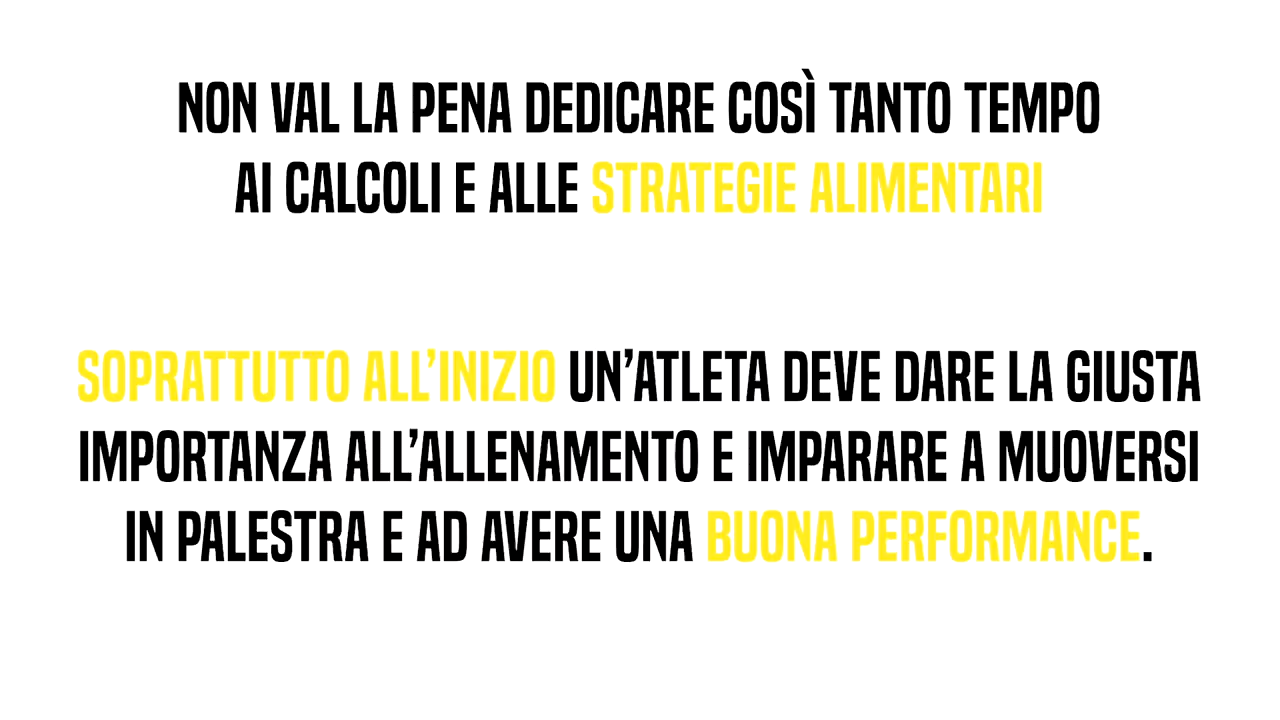 NON VAL LA PENA DEDICARE COSÌ TANTO TEMPO
AI CALCOLI E ALLE STRATEGIE ALIMENTARI
SOPRATTUTTO ALL’INIZIO UN’ATLETA DEVE DARE LA GIUSTA
IMPORTANZA ALL’ALLENAMENTO E IMPARARE A MUOVERSI
IN PALESTRA E AD AVERE UNA BUONA PERFORMANCE.